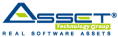 ASSET
Technology Group
REAL SOFTWARE ASSETS